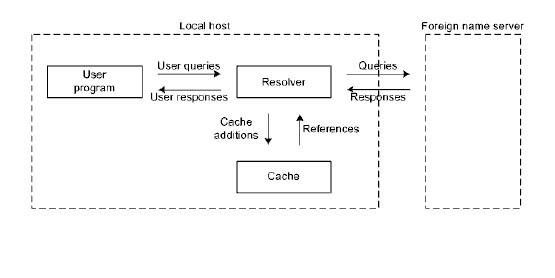 Local host
Foreign name server
User
program
User queries
User responses
Resolver
Queries
Responses
Cache
additions
References
Cache